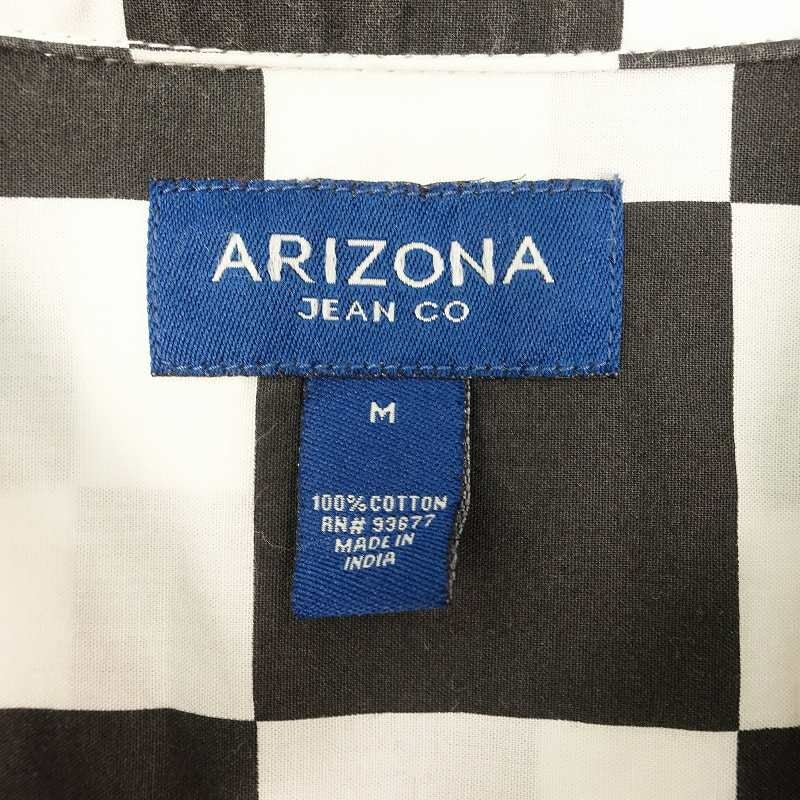 ARIZONA
JEAN CO
M
100% COTTON
RN# 93677
MADE IN
INDIA